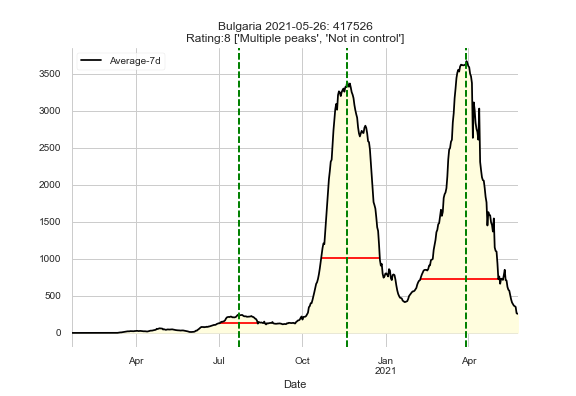 Bulgaria 2021-05-26: 417526
Rating:8 ['Multiple peaks', 'Not in control']
Average-7d
3500
3000
2500
2000
1500
1000
500
0
Apr Jul Oct Jan Apr
2021
Date